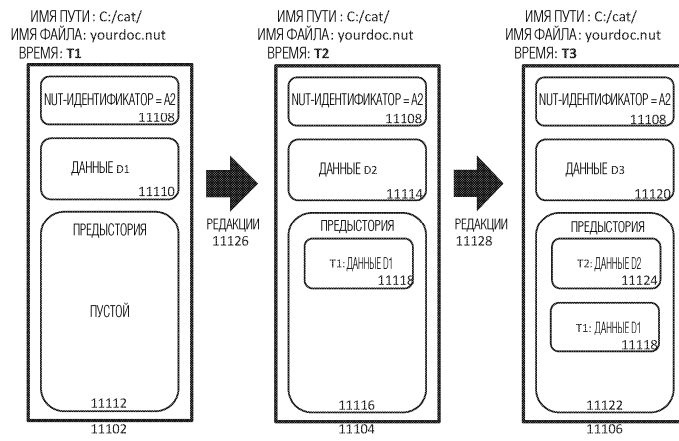 ИМЯ ПУТИ : C:/cat/
ИМЯ ФАЙЛА: yourdoc.nut
ВРЕМЯ: T1
NUT-ИДЕНТИФИКАТОР = A2
11108
ДАННЫЕ D1
11110
ПРЕДЫСТОРИЯ
ПУСТОЙ
11112
11102
РЕДАКЦИИ
11126
ИМЯ ПУТИ : C:/cat/
ИМЯ ФАЙЛА: yourdoc.nut
ВРЕМЯ: T2
NUT-ИДЕНТИФИКАТОР = A2
11108
ДАННЫЕ D2
11114
ПРЕДЫСТОРИЯ
T1: ДАННЫЕ D1
11118
11116
11104
РЕДАКЦИИ
11128
ИМЯ ПУТИ : C:/cat/
ИМЯ ФАЙЛА: yourdoc.nut
ВРЕМЯ: T3
NUT-ИДЕНТИФИКАТОР = A2
11108
ДАННЫЕ D3
11120
ПРЕДЫСТОРИЯ
T2: ДАННЫЕ D2
11124
T1: ДАННЫЕ D1
11118
11122
11106